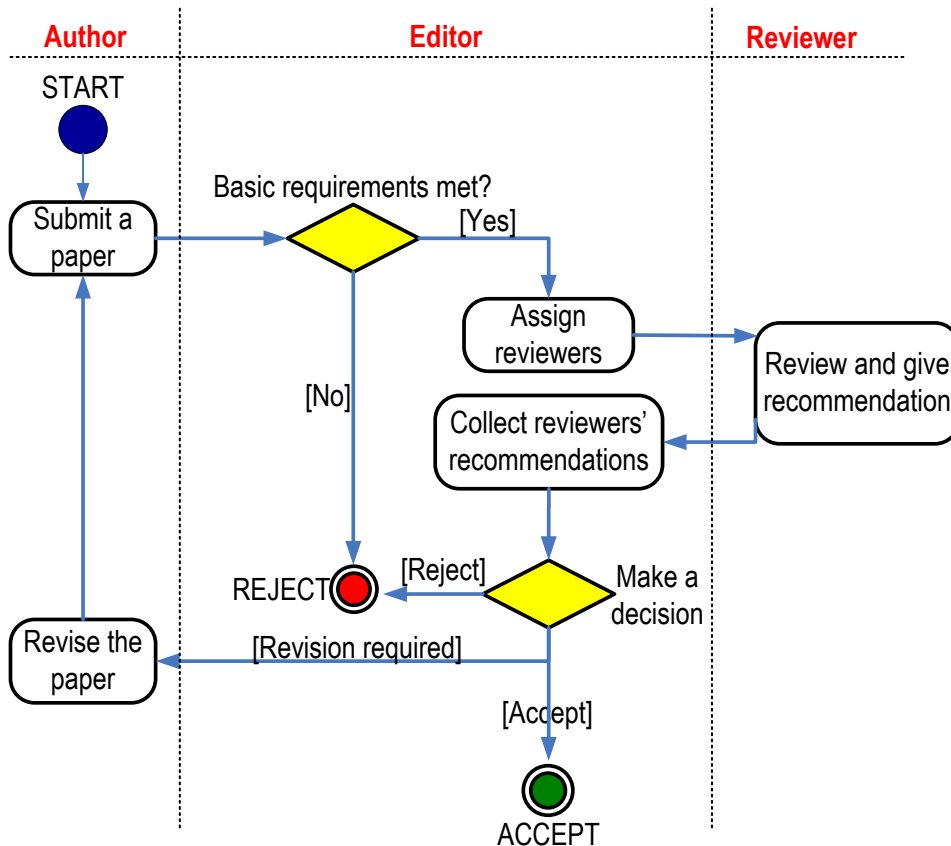 Author
Editor
Reviewer
START
Basic requirements met?
[Yes]
Submit a
paper
Assign
reviewers
Review and give
recommendation
[No]
Collect reviewers’
recommendations
[Reject]
REJECT
Make a
decision
Revise the
paper
[Revision required]
[Accept]
ACCEPT